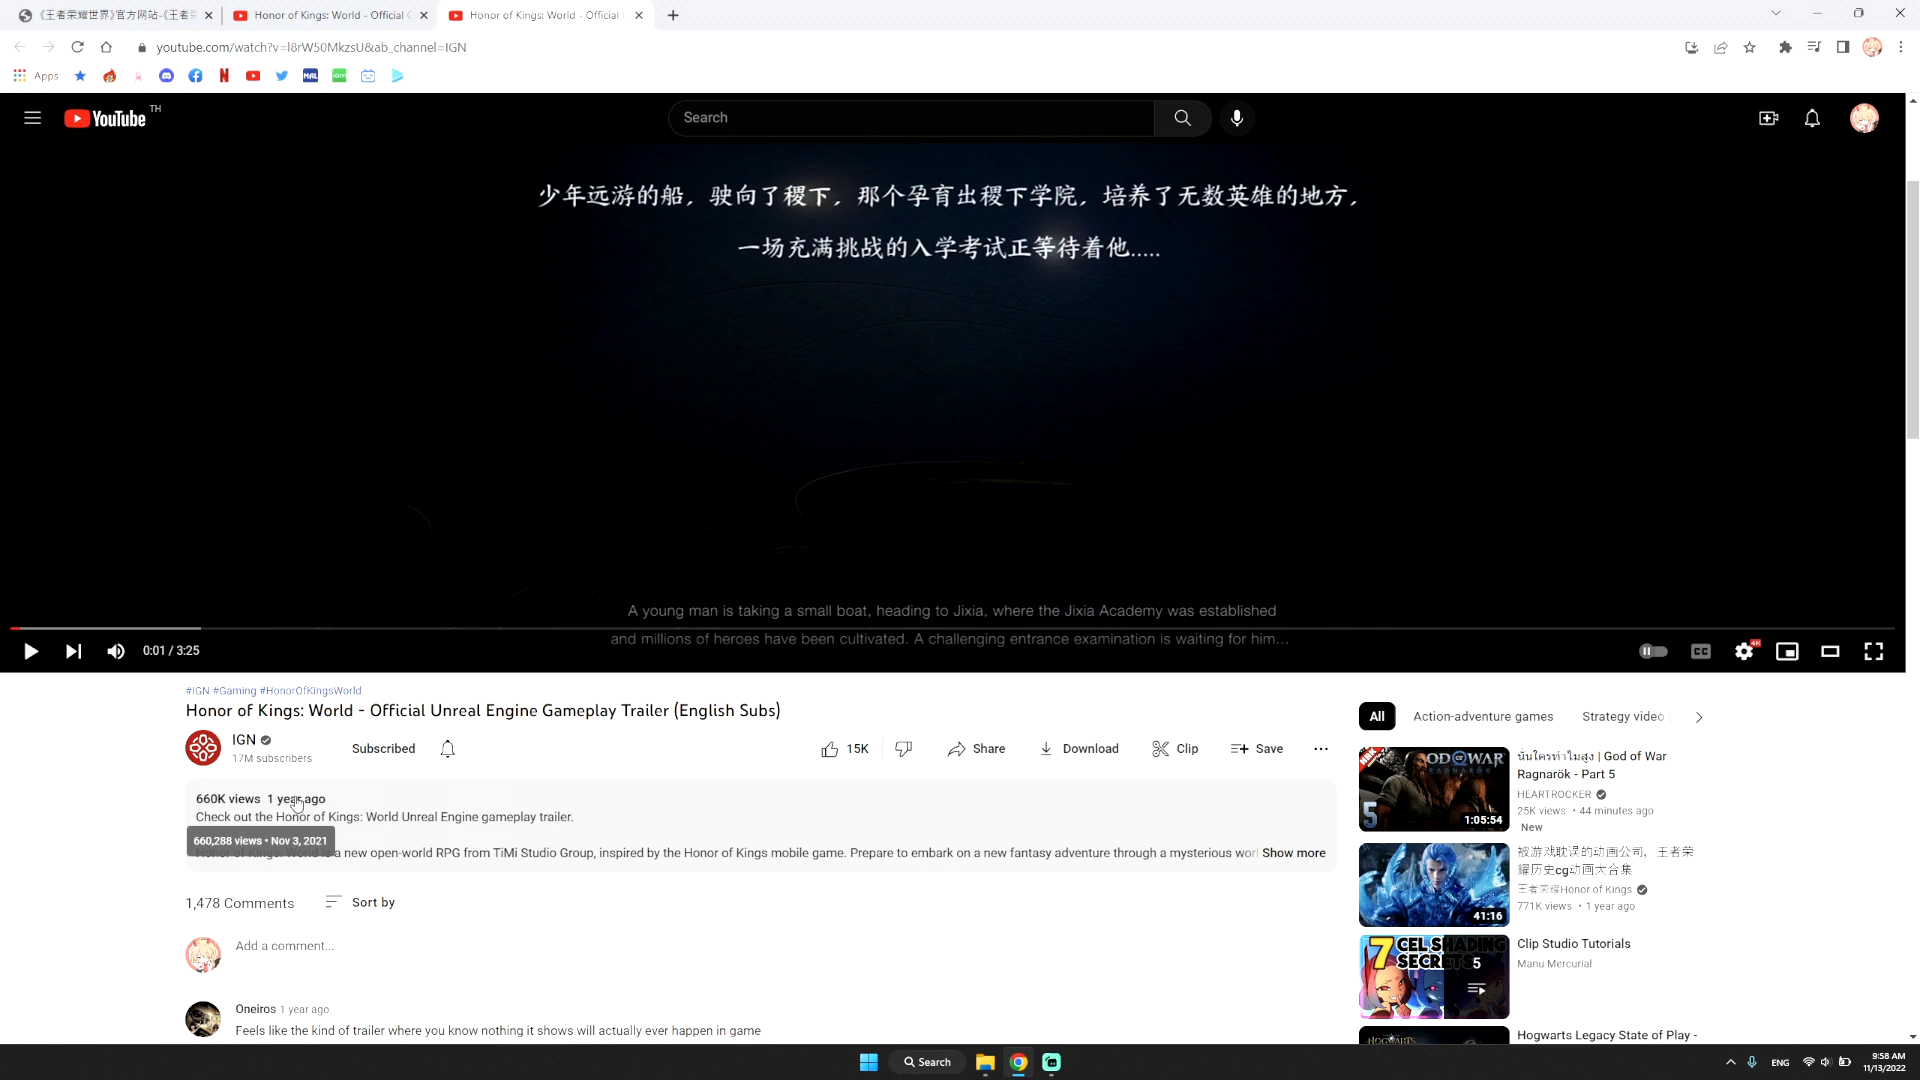 《王者荣耀世界》官方网站-《王者
Honor of Kings: World - Official G
Honor of Kings: World - Official
youtube.com/watch?v=l8rW50MkzsU&ab_channel=IGN
Apps
YouTube TH
Search
少年远游的船，驶向了稷下，那个孕育出稷下学院，培养了无数英雄的地方，
一场充满挑战的入学考试正等待着他.....
A young man is taking a small boat, heading to Jixia, where the Jixia Academy was established
and millions of heroes have been cultivated. A challenging entrance examination is waiting for him...
0:01 / 3:25
#IGN #Gaming #HonorOfKingsWorld
Honor of Kings: World - Official Unreal Engine Gameplay Trailer (English Subs)
IGN
17M subscribers
Subscribed
15K
Share
Download
Clip
Save
660K views 1 year ago
Check out the Honor of Kings: World Unreal Engine gameplay trailer.
660,288 views • Nov 3, 2021
Honor of Kings: World is a new open-world RPG from TiMi Studio Group, inspired by the Honor of Kings mobile game. Prepare to embark on a new fantasy adventure through a mysterious worl Show more
1,478 Comments
Sort by
Add a comment...
Oneiros 1 year ago
Feels like the kind of trailer where you know nothing it shows will actually ever happen in game
All
Action-adventure games
Strategy video
OD OF WAR
RAGNARÖK
5
1:05:54
นั่นใครทำไมสูง | God of War
Ragnarök - Part 5
HEARTROCKER
25K views • 44 minutes ago
New
41:16
被游戏耽误的动画公司，王者荣
耀历史cg动画大合集
王者荣耀Honor of Kings
771K views • 1 year ago
7 CEL SHADING
SECRETS
5
Clip Studio Tutorials
Manu Mercurial
HOGWARTS
Hogwarts Legacy State of Play -
Search
ENG
9:58 AM
11/13/2022